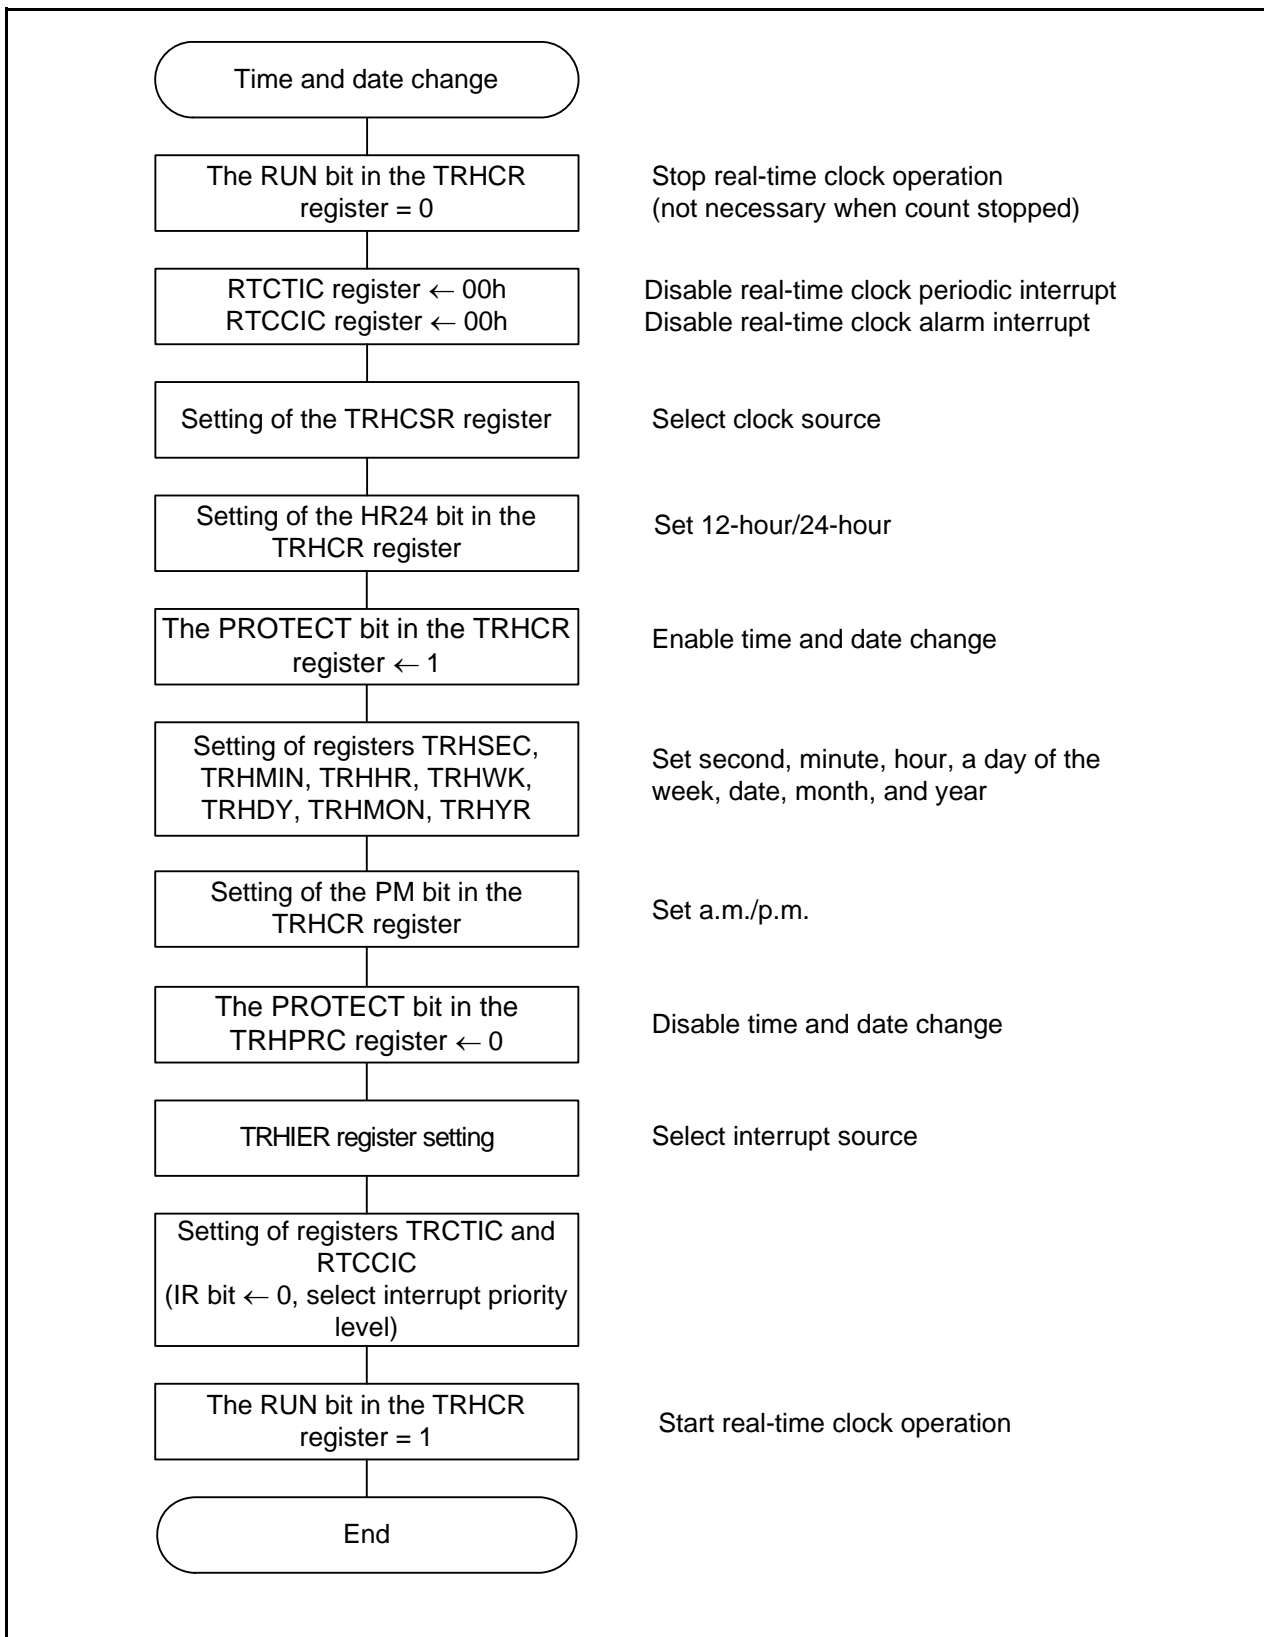 Time and date change
The RUN bit in the TRHCR
register = 0
Stop real-time clock operation
(not necessary when count stopped)
RTCTIC register ← 00h
RTCCIC register ← 00h
Disable real-time clock periodic interrupt
Disable real-time clock alarm interrupt
Setting of the TRHCSR register
Select clock source
Setting of the HR24 bit in the
TRHCR register
Set 12-hour/24-hour
The PROTECT bit in the TRHCR
register ← 1
Enable time and date change
Setting of registers TRHSEC,
TRHMIN, TRHHR, TRHWK,
TRHDY, TRHMON, TRHYR
Set second, minute, hour, a day of the
week, date, month, and year
Setting of the PM bit in the
TRHCR register
Set a.m./p.m.
The PROTECT bit in the
TRHPRC register ← 0
Disable time and date change
TRHIER register setting
Select interrupt source
Setting of registers TRCTIC and
RTCCIC
(IR bit ← 0, select interrupt priority
level)
The RUN bit in the TRHCR
register = 1
Start real-time clock operation
End